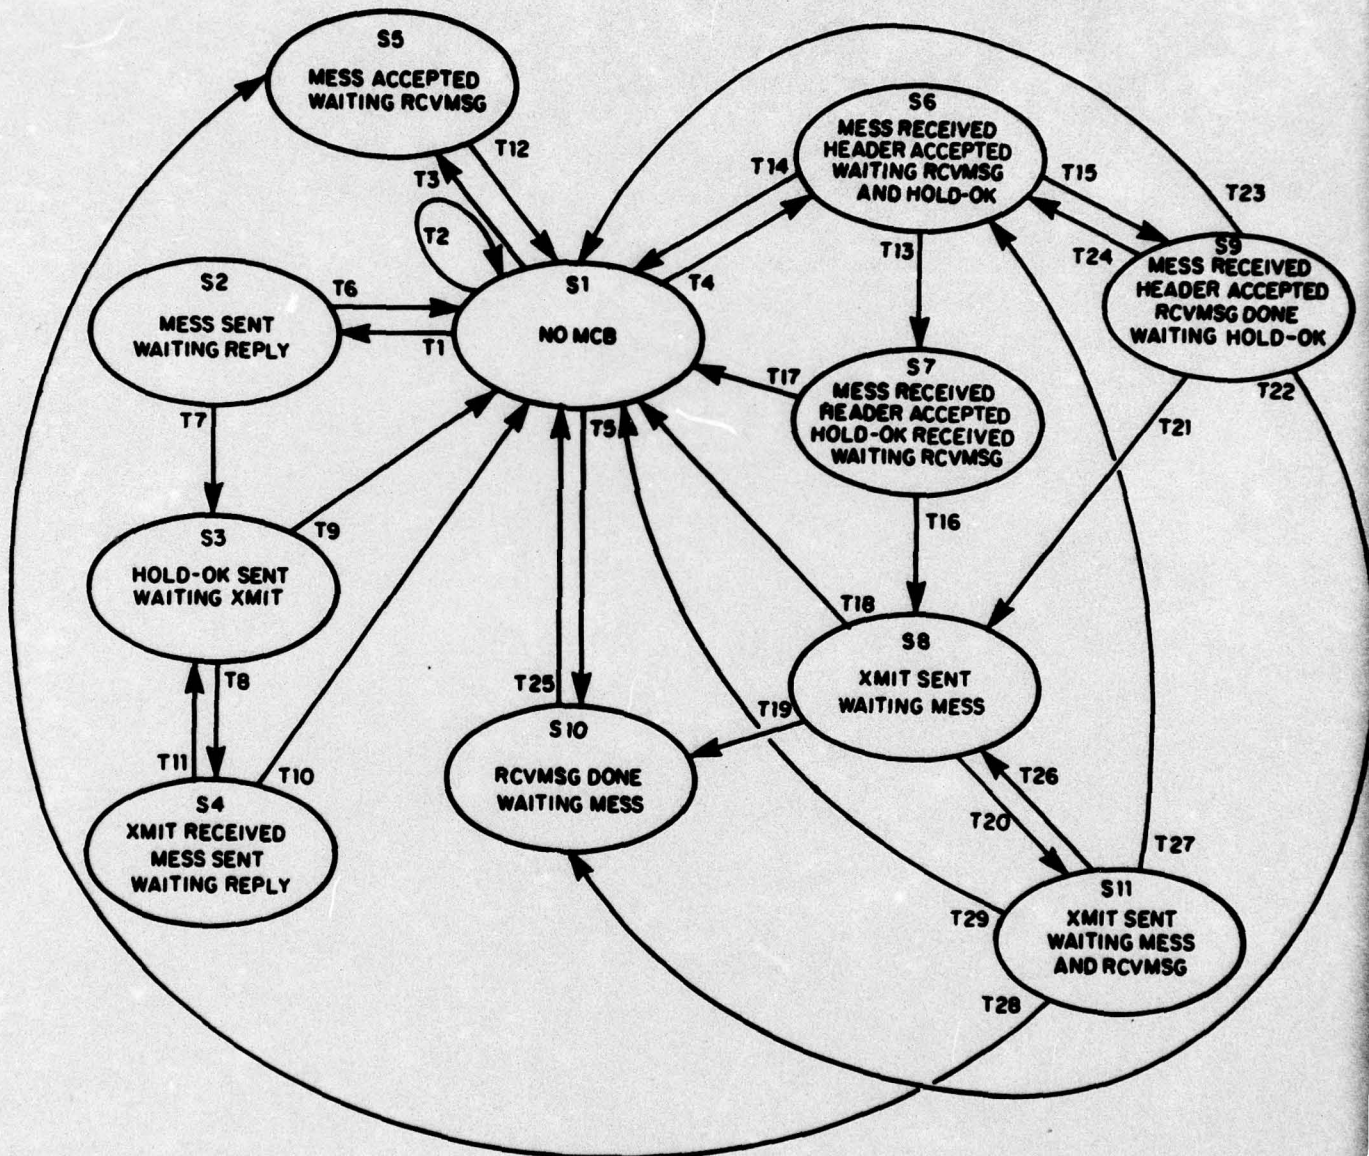 S5
MESS ACCEPTED
WAITING RCVMSG
T12
T3
T2
S6
MESS RECEIVED
HEADER ACCEPTED
WAITING RCVMSG
AND HOLD-OK
T14
T15
T23
T13
T24
S9
MESS RECEIVED
HEADER ACCEPTED
RCVMSG DONE
WAITING HOLD-OK
S2
MESS SENT
WAITING REPLY
T6
T1
S1
NO MCB
T4
T7
T5
T17
S7
MESS RECEIVED
READER ACCEPTED
HOLD-OK RECEIVED
WAITING RCVMSG
T22
T21
S3
HOLD-OK SENT
WAITING XMIT
T9
T16
T18
S8
XMIT SENT
WAITING MESS
T8
T11
T10
T25
T19
S10
RCVMSG DONE
WAITING MESS
T26
T20
S4
XMIT RECEIVED
MESS SENT
WAITING REPLY
T27
T29
S11
XMIT SENT
WAITING MESS
AND RCVMSG
T28